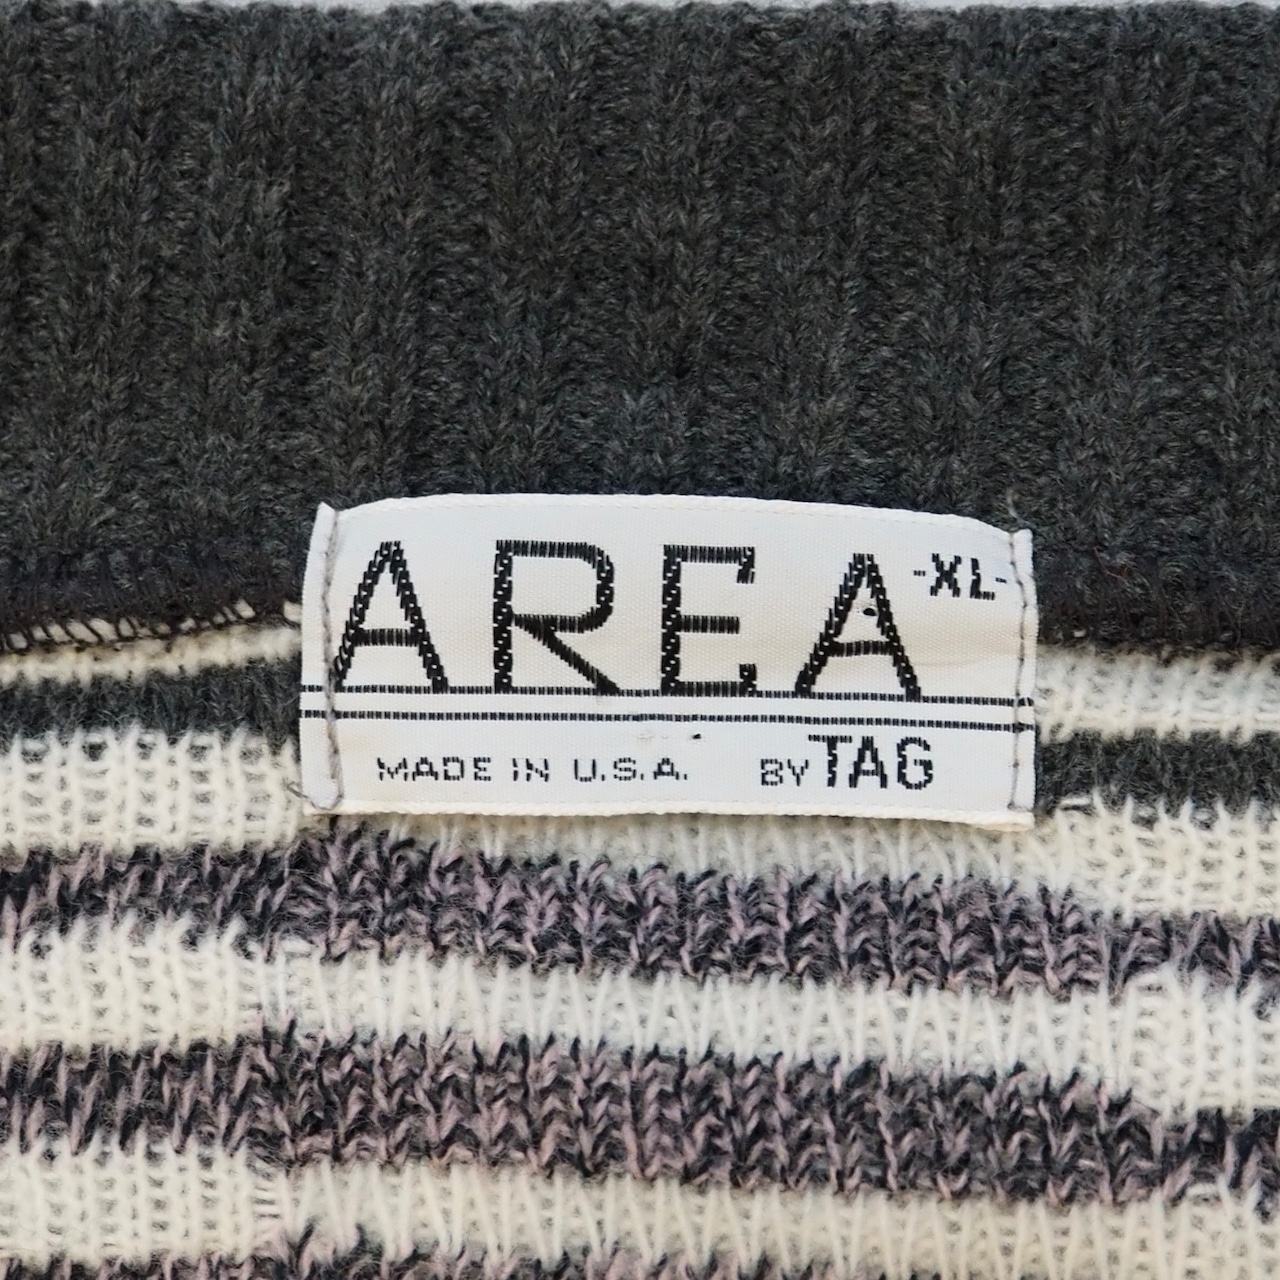 AREA -XL-
MADE IN U.S.A. BY TAG